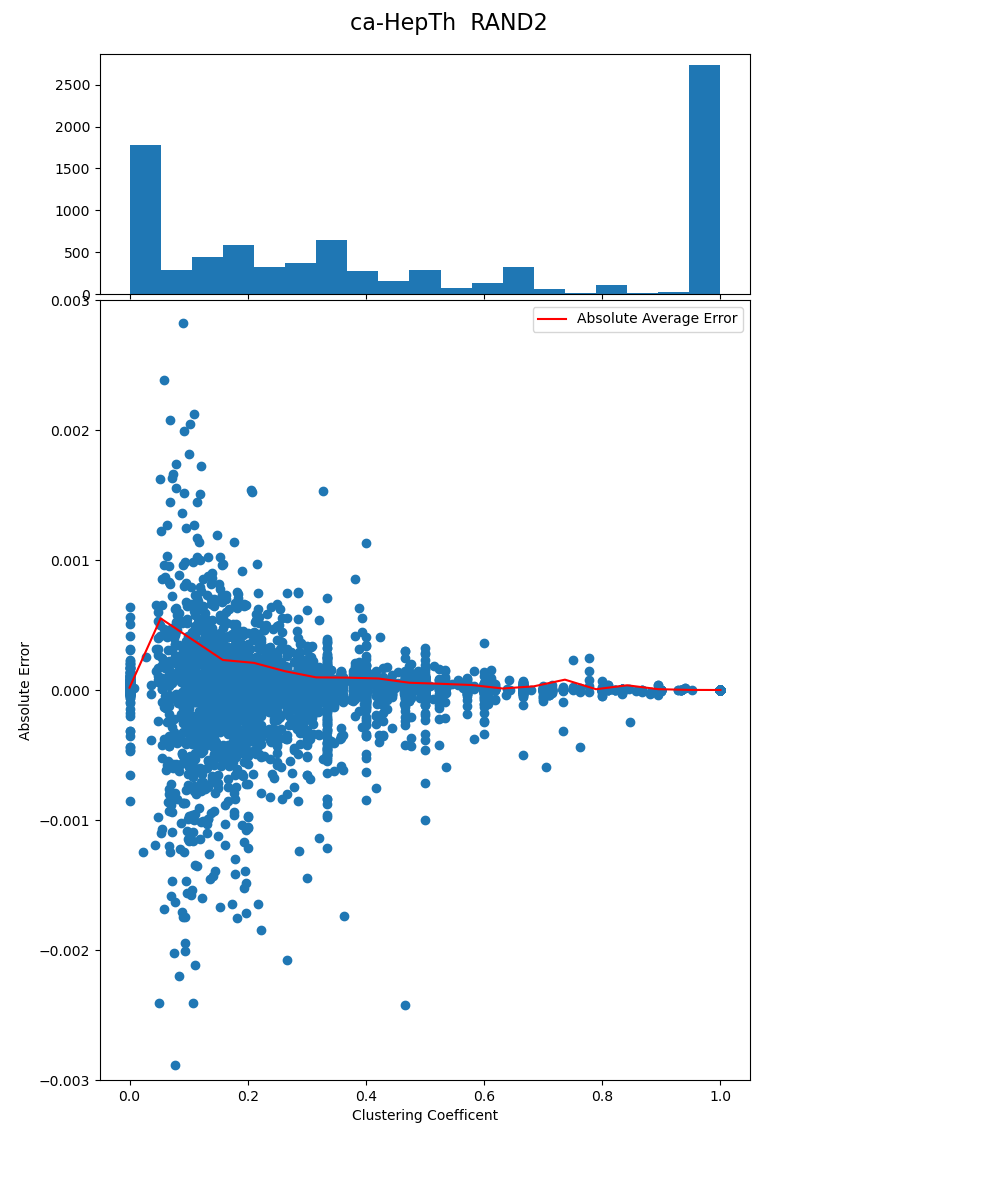 ca-HepTh RAND2
2500
2000
1500
1000
500
0
0.003
Absolute Average Error
0.002
0.001
0.000
−0.001
−0.002
−0.003
Absolute Error
0.0 0.2 0.4 0.6 0.8 1.0
Clustering Coefficent